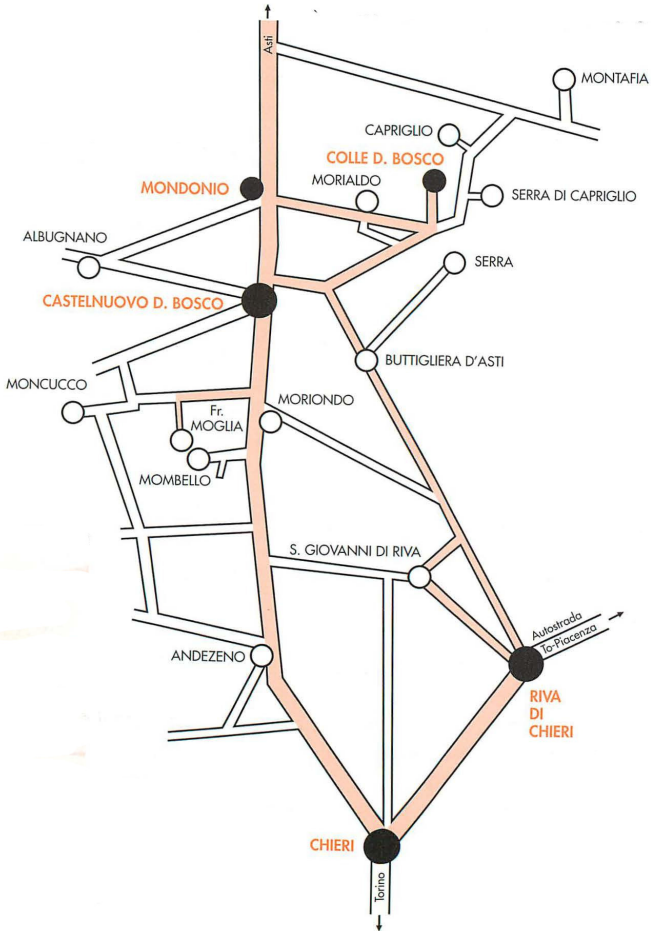 Asti
MONTAFIA
CAPRIGLIO
COLLE D. BOSCO
MONDONIO
MORIALDO
SERRA DI CAPRIGLIO
ALBUGNANO
SERRA
CASTELNUOVO D. BOSCO
BUTTIGLIERA D'ASTI
MONCUCCO
Fr.
MOGLIA
MORIONDO
MOMBELLO
S. GIOVANNI DI RIVA
Autostrada
To-Piacenza
ANDEZENO
RIVA
DI
CHIERI
CHIERI
Torino